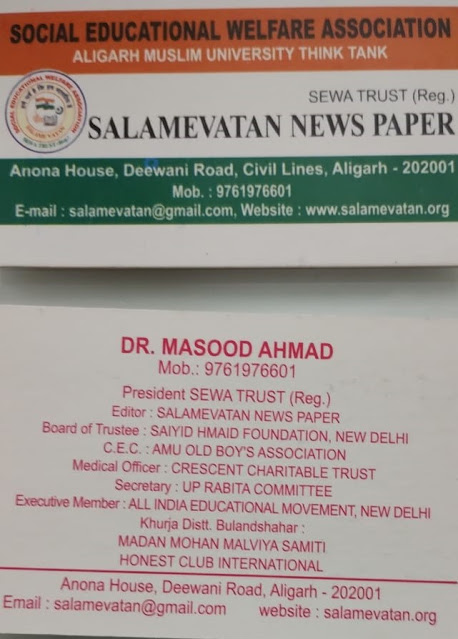 SOCIAL EDUCATIONAL WELFARE ASSOCIATION
ALIGARH MUSLIM UNIVERSITY THINK TANK
SEWA TRUST (Reg.)
SOCIAL EDUCATIONAL WELFARE ASSOCIATION
SALAMEVATAN NEWS PAPER
Anona House, Deewani Road, Civil Lines, Aligarh - 202001
Mob. : 9761976601
E-mail : salamevatan@gmail.com, Website : www.salamevatan.org
DR. MASOOD AHMAD
Mob.: 9761976601
President SEWA TRUST (Reg.)
Editor : SALAMEVATAN NEWS PAPER
Board of Trustee : SAIYID HMAID FOUNDATION, NEW DELHI
C.E.C. : AMU OLD BOY'S ASSOCIATION
Medical Officer : CRESCENT CHARITABLE TRUST
Secretary : UP RABITA COMMITTEE
Executive Member : ALL INDIA EDUCATIONAL MOVEMENT, NEW DELHI
Khurja Distt. Bulandshahar :
MADAN MOHAN MALVIYA SAMITI
HONEST CLUB INTERNATIONAL
Anona House, Deewani Road, Aligarh - 202001
Email : salamevatan@gmail.com website : salamevatan.org